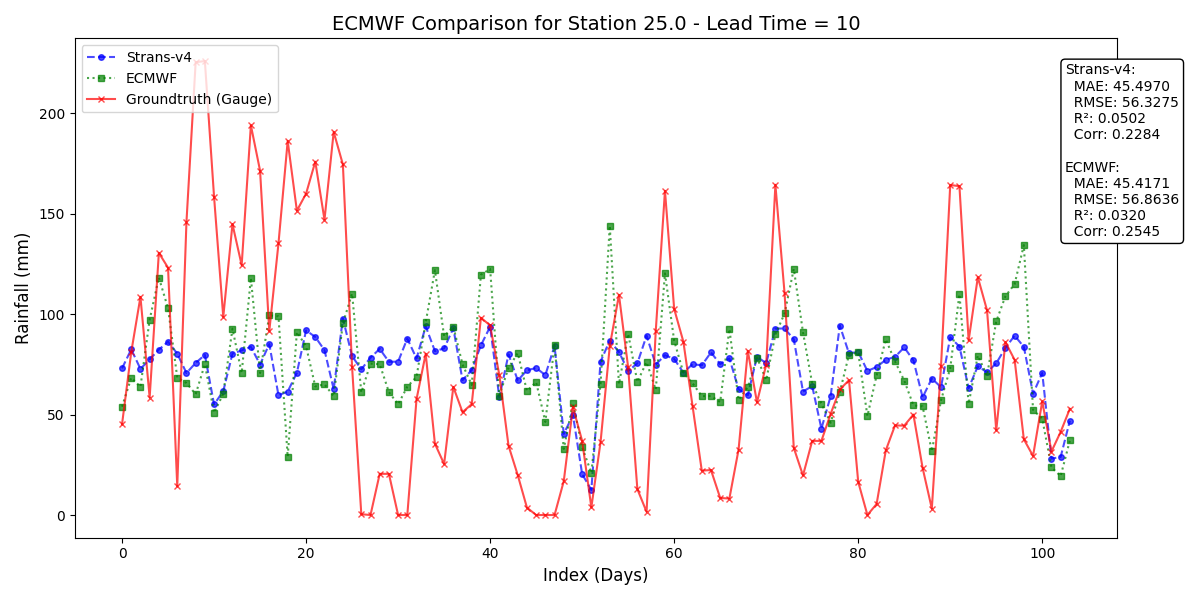 ECMWF Comparison for Station 25.0 - Lead Time = 10
Strans-v4
ECMWF
Groundtruth (Gauge)
Strans-v4:
MAE: 45.4970
RMSE: 56.3275
R²: 0.0502
Corr: 0.2284
ECMWF:
MAE: 45.4171
RMSE: 56.8636
R²: 0.0320
Corr: 0.2545
Rainfall (mm)
200
150
100
50
0
0 20 40 60 80 100
Index (Days)